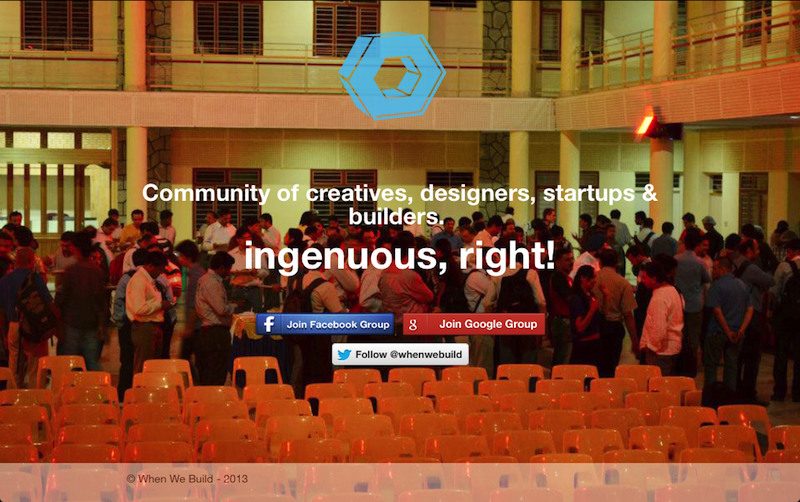 Community of creatives, designers, startups &
builders.
ingenuous, right!
Join Facebook Group
Join Google Group
Follow @whenwebuild
© When We Build - 2013